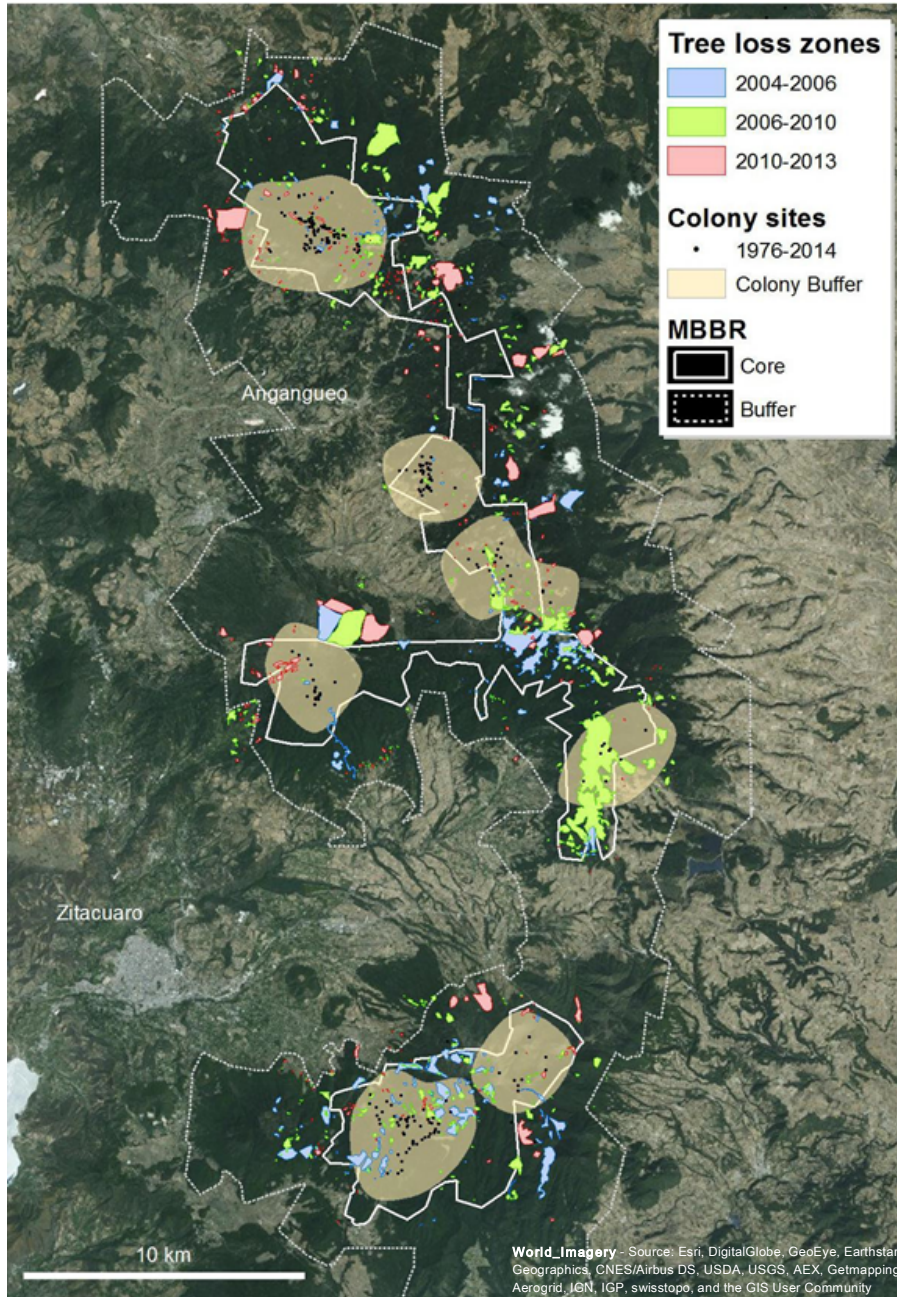 Tree loss zones
2004-2006
2006-2010
2010-2013
Colony sites
1976-2014
Colony Buffer
MBBR
Core
Buffer
Angangueo
Zitacuaro
10 km
World_Imagery - Source: Esri, DigitalGlobe, GeoEye, Earthstar
Geographics, CNES/Airbus DS, USDA, USGS, AEX, Getmapping
Aerogrid, IGN, IGP, swisstopo, and the GIS User Community